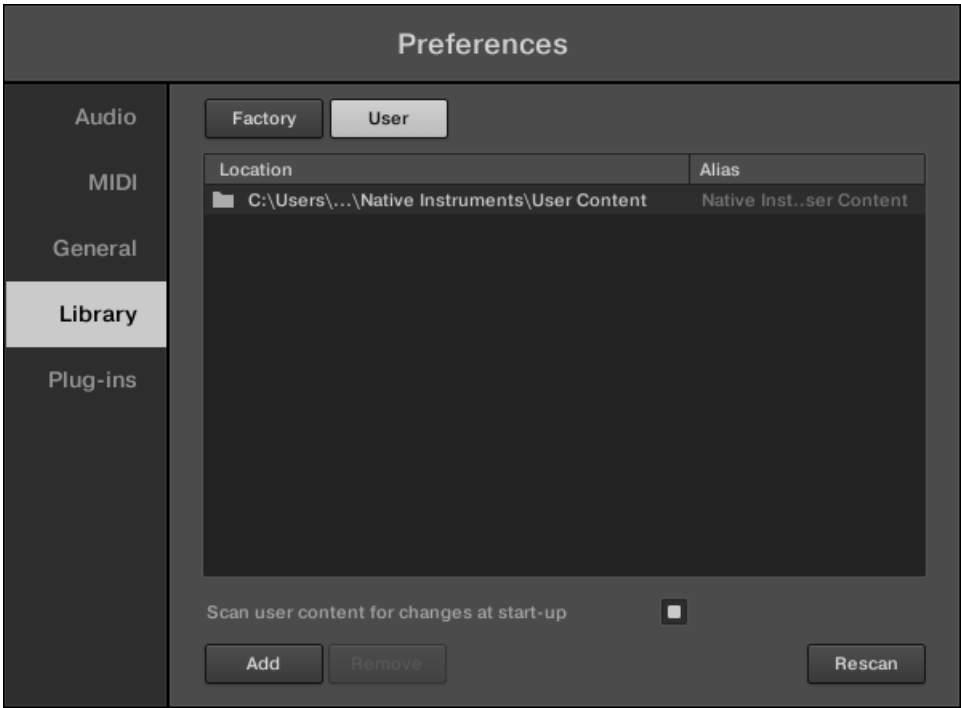 Preferences
Audio
MIDI
General
Library
Plug-ins
Factory User
Location Alias
C:\Users\...\Native Instruments\User Content Native Inst..ser Content
Scan user content for changes at start-up
Add Remove Rescan